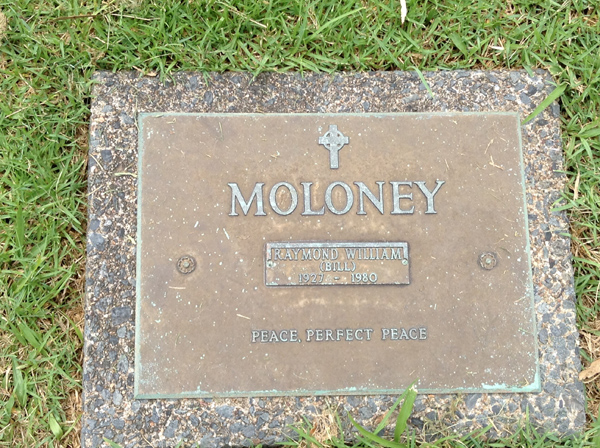 MOLONEY
RAYMOND WILLIAM
(BILL)
1927 - 1980
PEACE, PERFECT PEACE